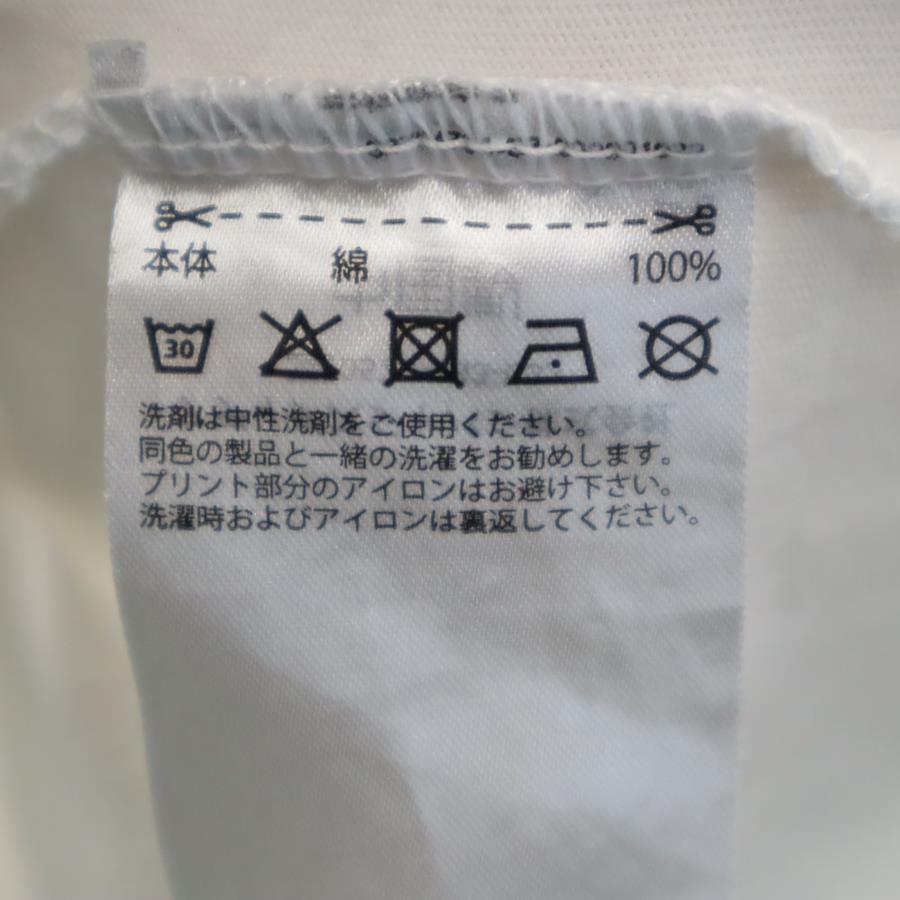 本体 綿 100%
30
洗剤は中性洗剤をご使用ください。
同色の製品と一緒の洗濯をお勧めします。
プリント部分のアイロンはお避け下さい。
洗濯時およびアイロンは裏返してください。